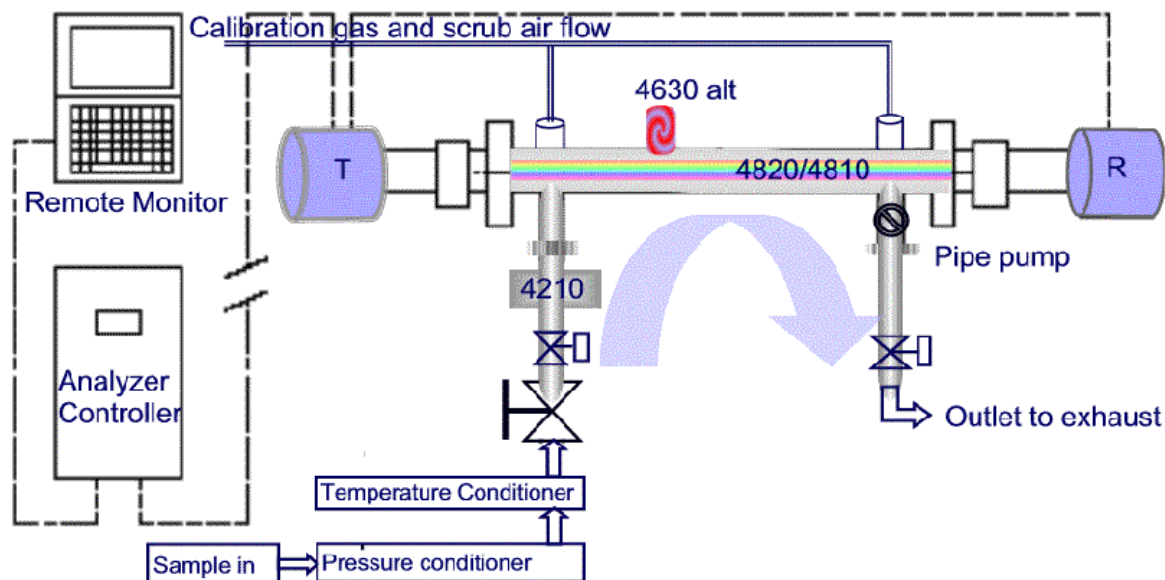 Calibration gas and scrub air flow
4630 alt
T
4820/4810
R
Remote Monitor
Pipe pump
4210
Analyzer
Controller
Outlet to exhaust
Temperature Conditioner
Sample in
Pressure conditioner